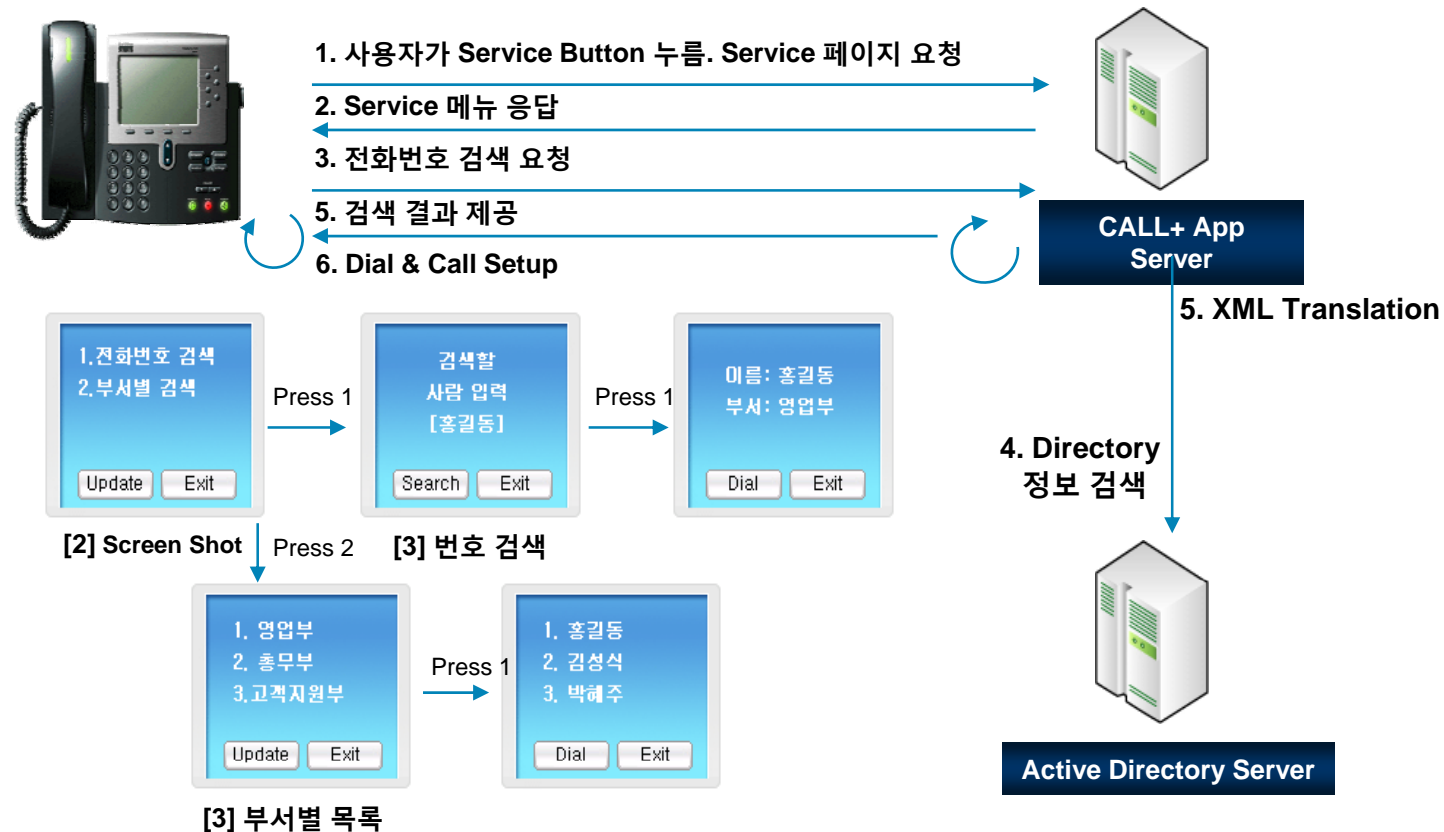 1. 사용자가 Service Button 누름. Service 페이지 요청
2. Service 메뉴 응답
3. 전화번호 검색 요청
5. 검색 결과 제공
6. Dial & Call Setup
CALL+ App
Server
5. XML Translation
4. Directory
정보 검색
Active Directory Server
1.전화번호 검색
2.부서별 검색
Update
Exit
[2] Screen Shot
Press 1
검색할
사람 입력
[홍길동]
Search
Exit
[3] 번호 검색
Press 1
이름: 홍길동
부서: 영업부
Dial
Exit
Press 2
1. 영업부
2. 총무부
3.고객지원부
Update
Exit
[3] 부서별 목록
Press 1
1. 홍길동
2. 김성식
3. 박혜주
Dial
Exit